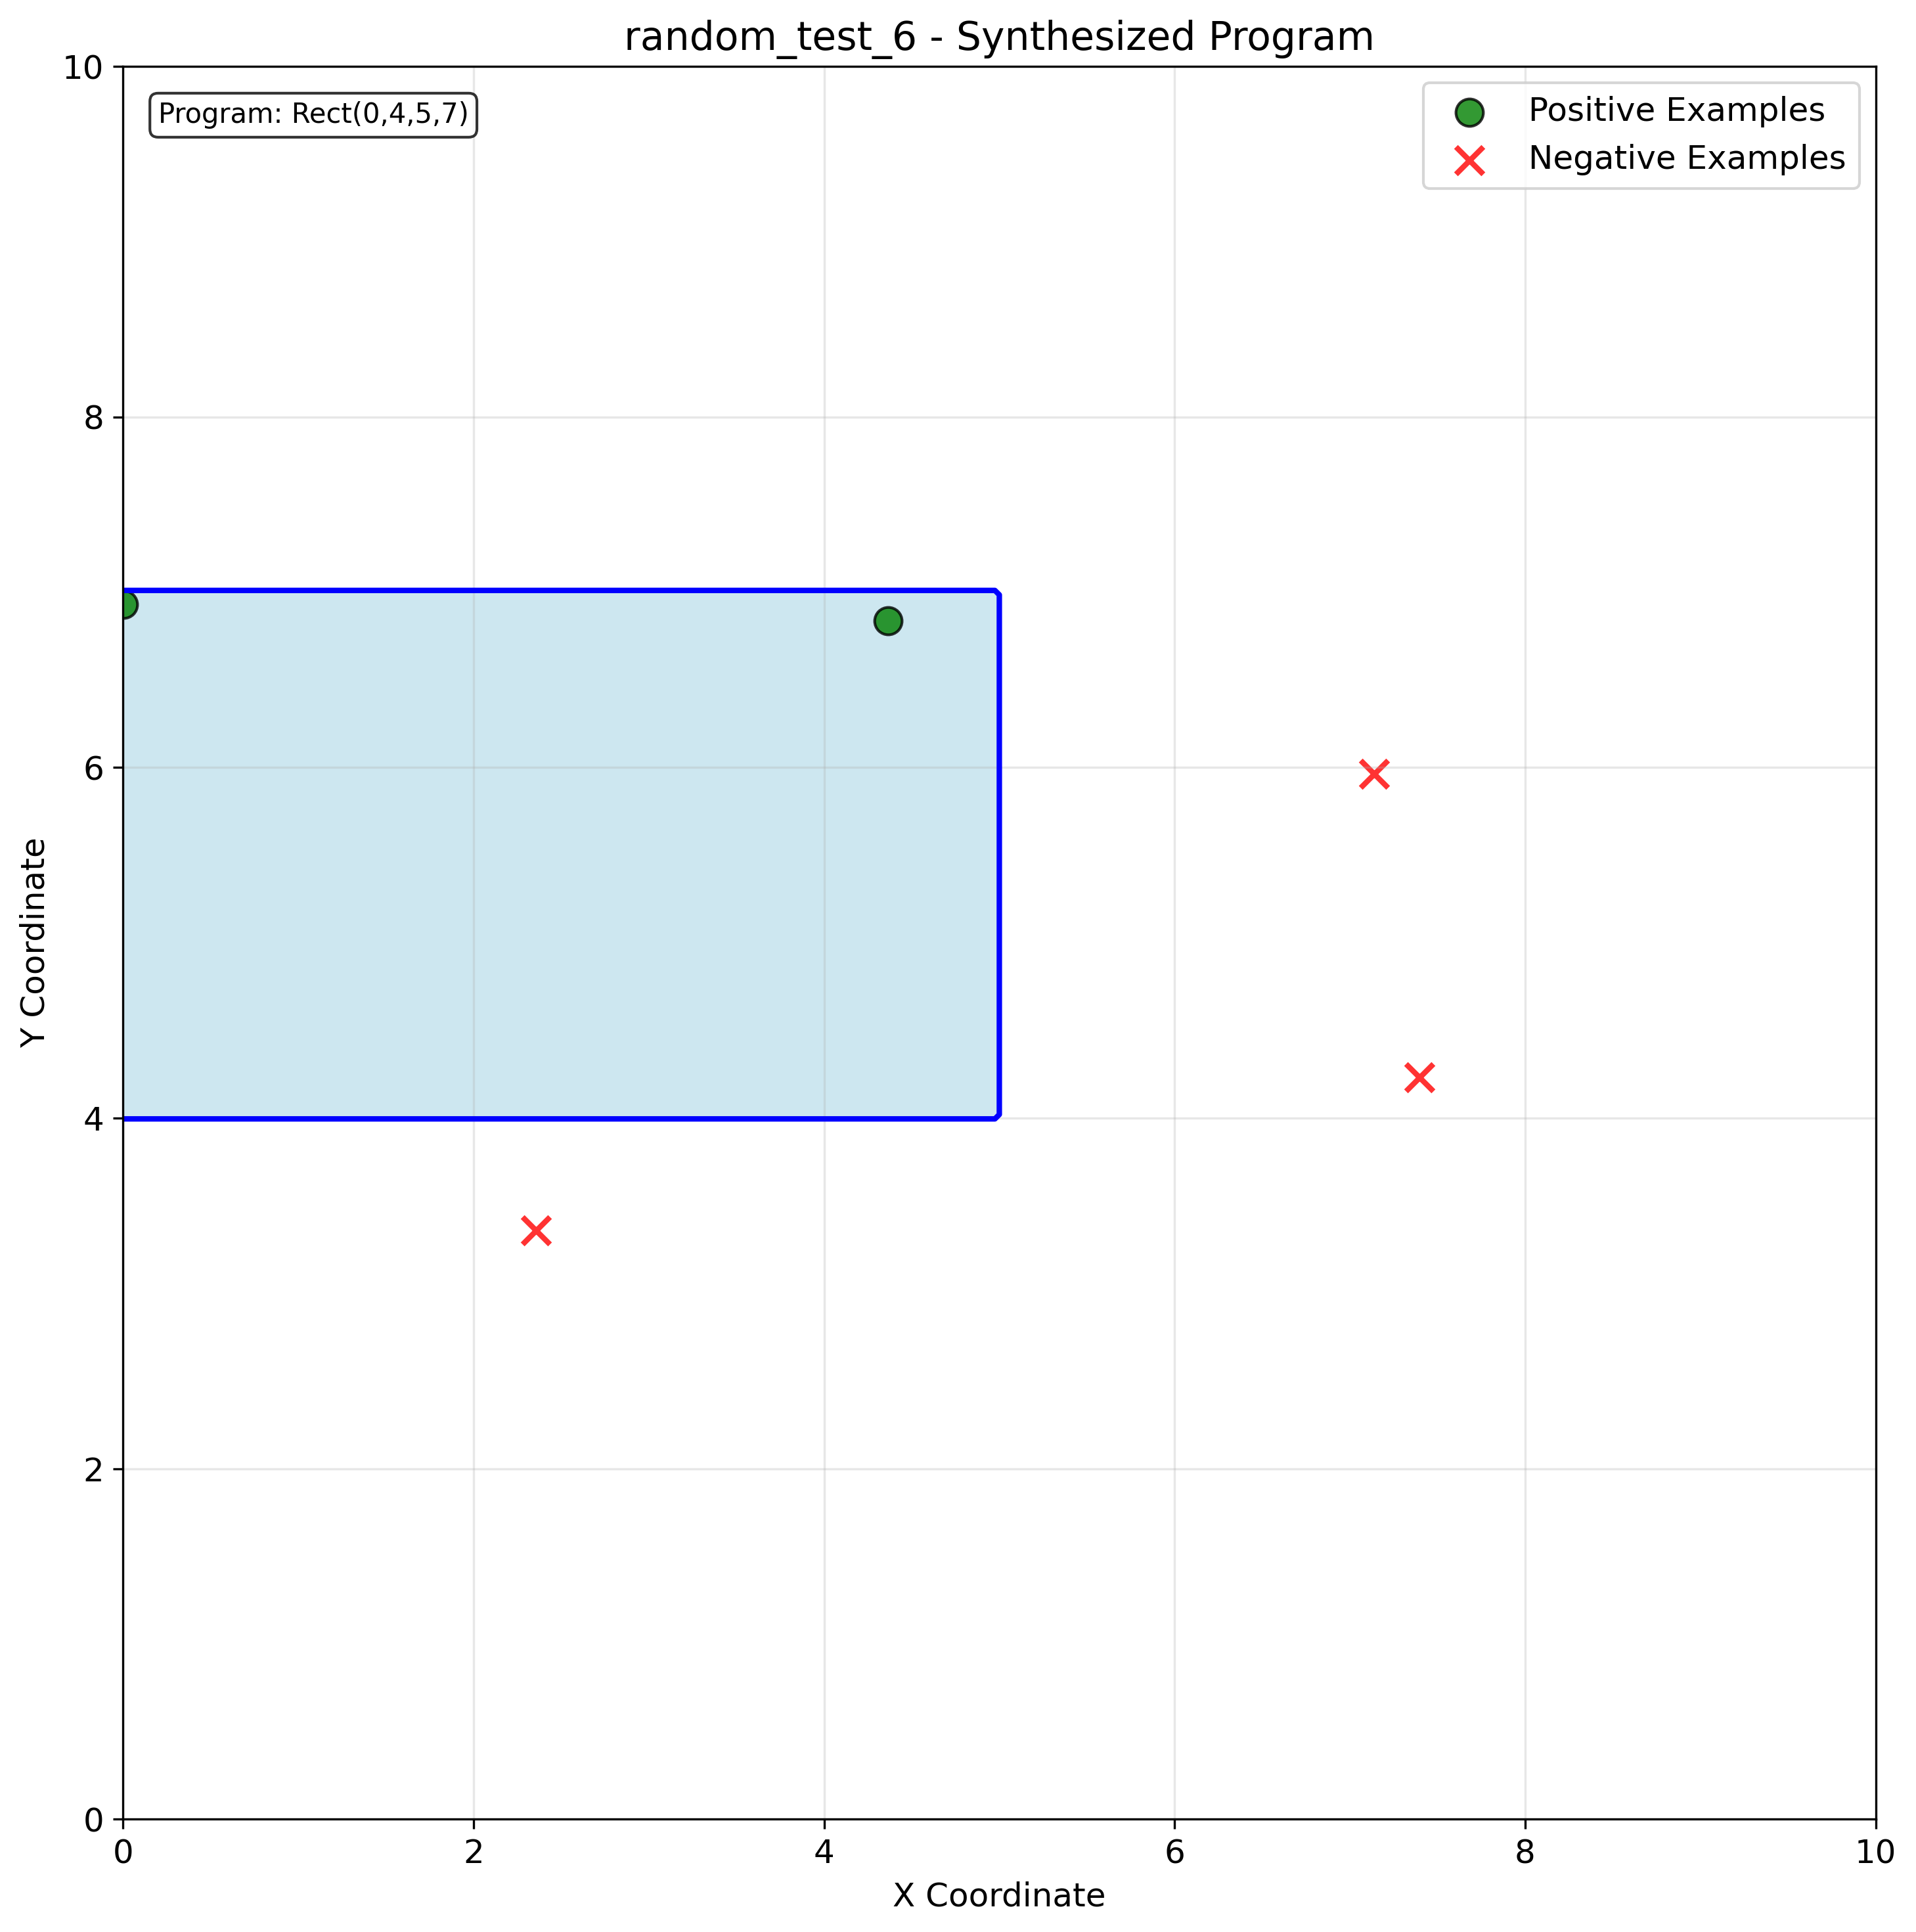 random_test_6 - Synthesized Program
Program: Rect(0,4,5,7)
Positive Examples
Negative Examples
10
8
6
4
2
0
Y Coordinate
0 2 4 6 8 10
X Coordinate